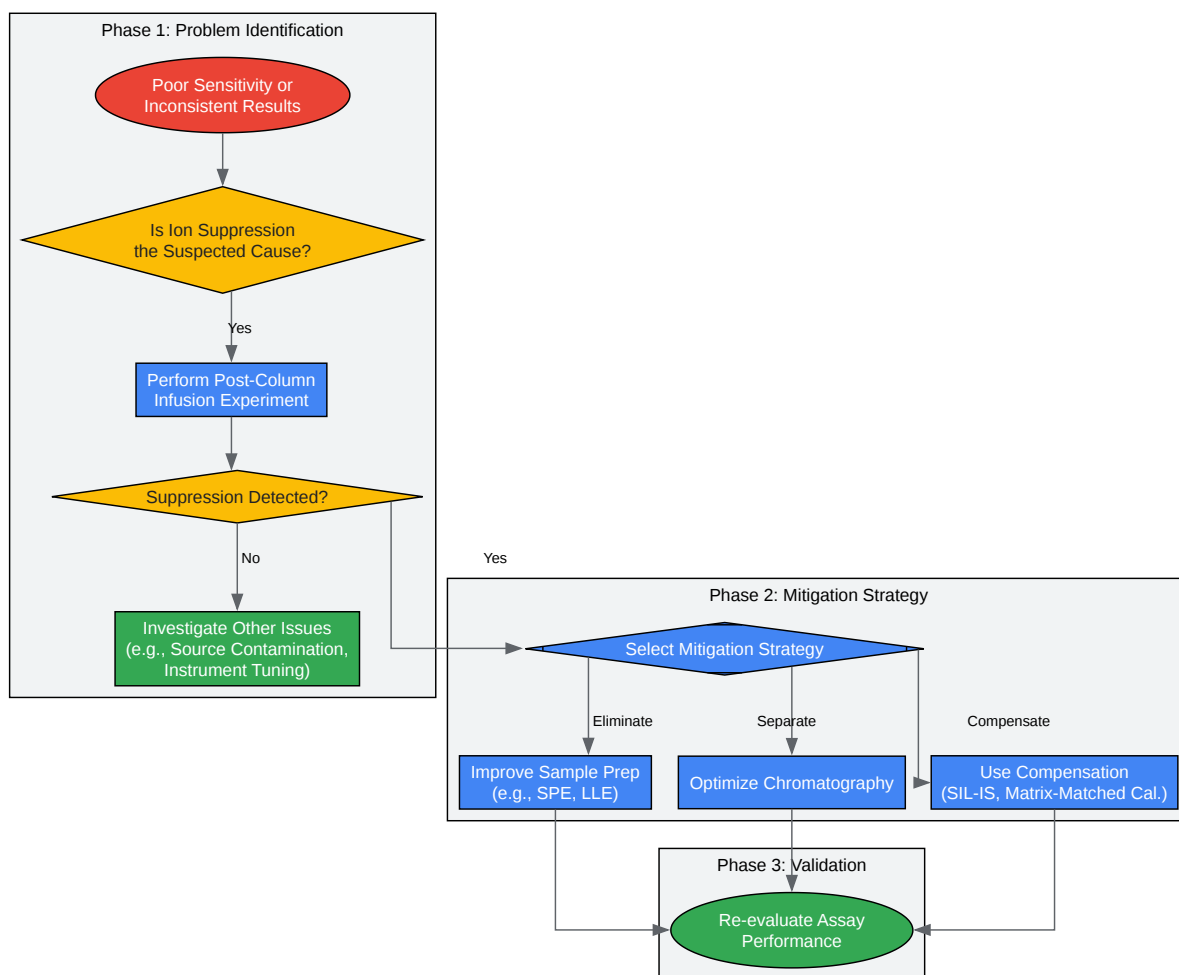 Phase 1: Problem Identification
Poor Sensitivity or
Inconsistent Results
Is Ion Suppression
the Suspected Cause?
Yes
Perform Post-Column
Infusion Experiment
Suppression Detected?
No
Yes
Investigate Other Issues
(e.g., Source Contamination,
Instrument Tuning)
Phase 2: Mitigation Strategy
Select Mitigation Strategy
Eliminate
Separate
Compensate
Improve Sample Prep
(e.g., SPE, LLE)
Optimize Chromatography
Use Compensation
(SIL-IS, Matrix-Matched Cal.)
Phase 3: Validation
Re-evaluate Assay
Performance